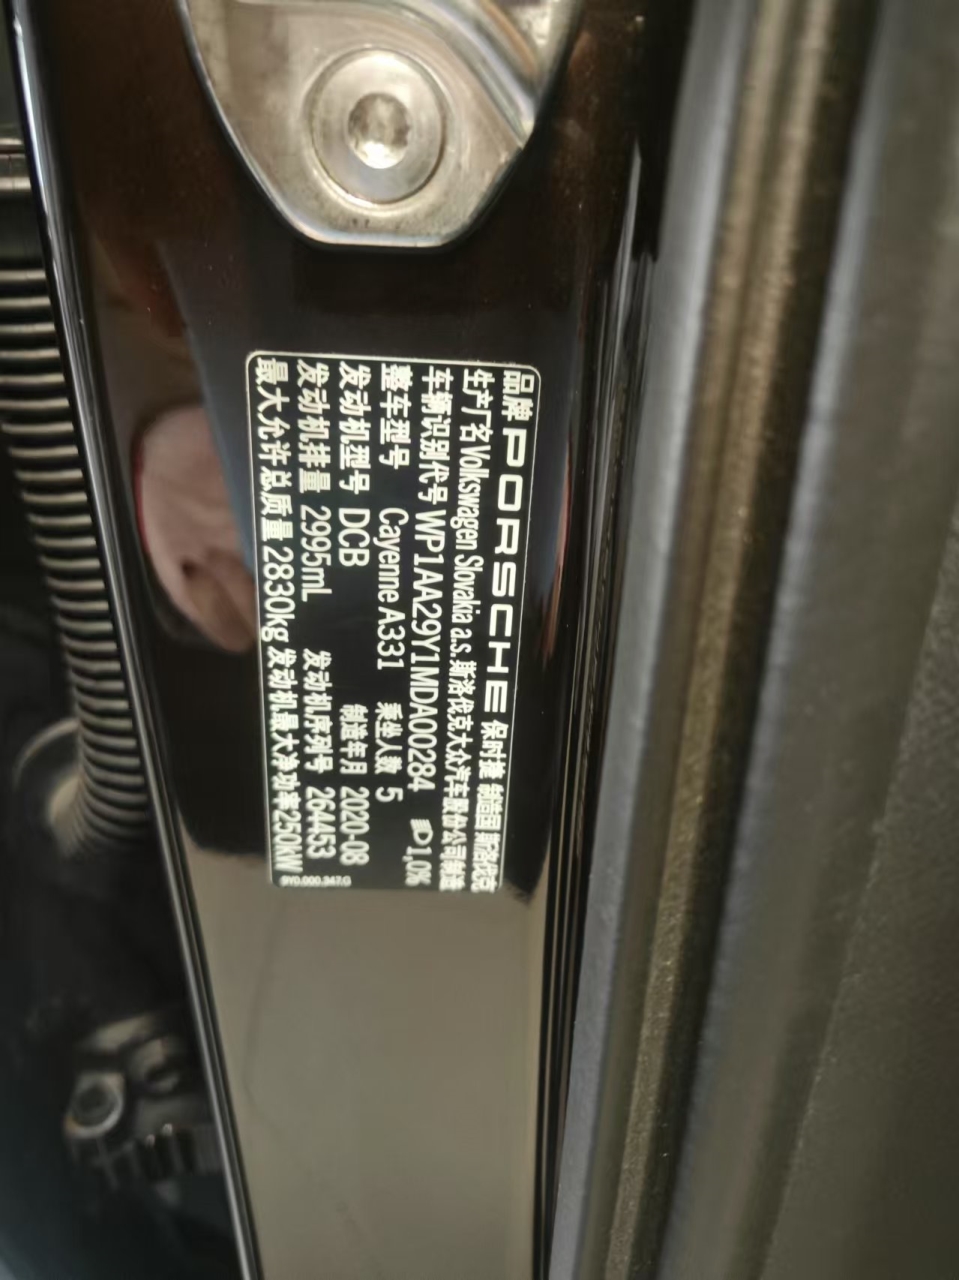 品牌 PORSCHE 保时捷 制造国 斯洛伐克
生产厂名 Volkswagen Slovakia a.s. 斯洛伐克大众汽车股份公司制造
车辆识别代号 WP1AA29Y1MDA00284 1,0%
整车型号 Cayenne A331 乘坐人数 5
发动机型号 DCB 制造年月 2020-08
发动机排量 2995mL 发动机序列号 264453
最大允许总质量 2830kg 发动机最大净功率250kW
9Y0.000.347.G